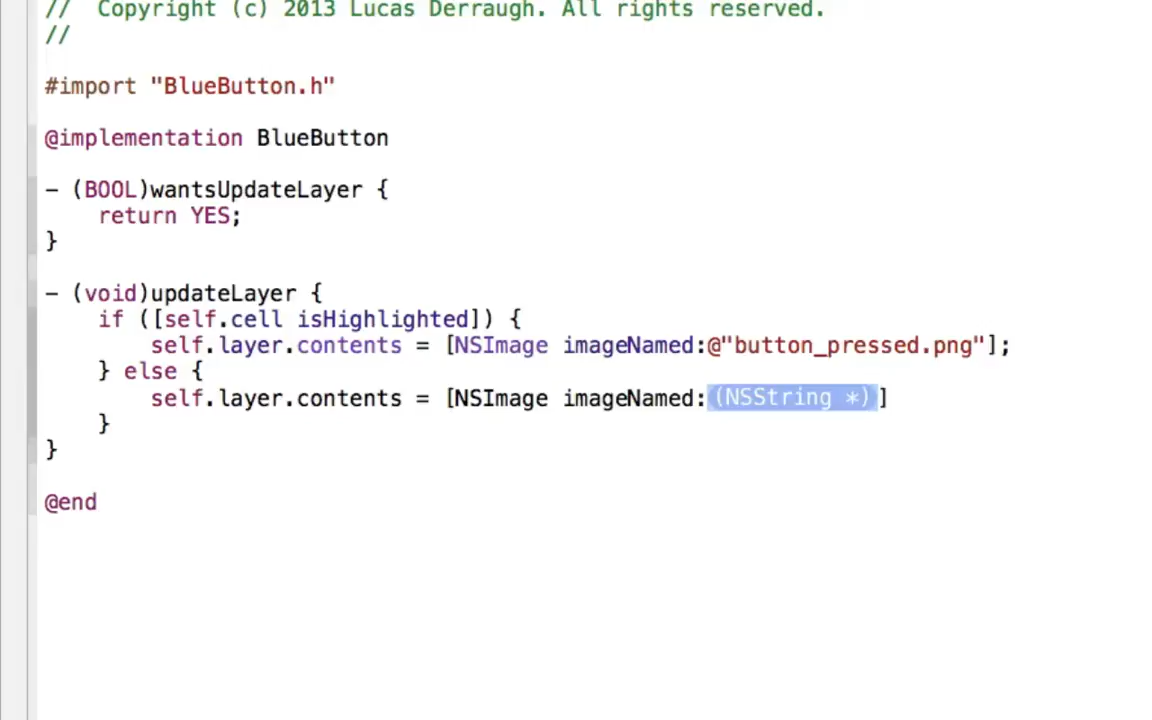 //  Copyright (c) 2013 Lucas Derraugh. All rights reserved.
//
#import "BlueButton.h"
@implementation BlueButton
- (BOOL)wantsUpdateLayer {
    return YES;
}
- (void)updateLayer {
    if ([self.cell isHighlighted]) {
        self.layer.contents = [NSImage imageNamed:@"button_pressed.png"];
    } else {
        self.layer.contents = [NSImage imageNamed:(NSString *)]
    }
}
@end